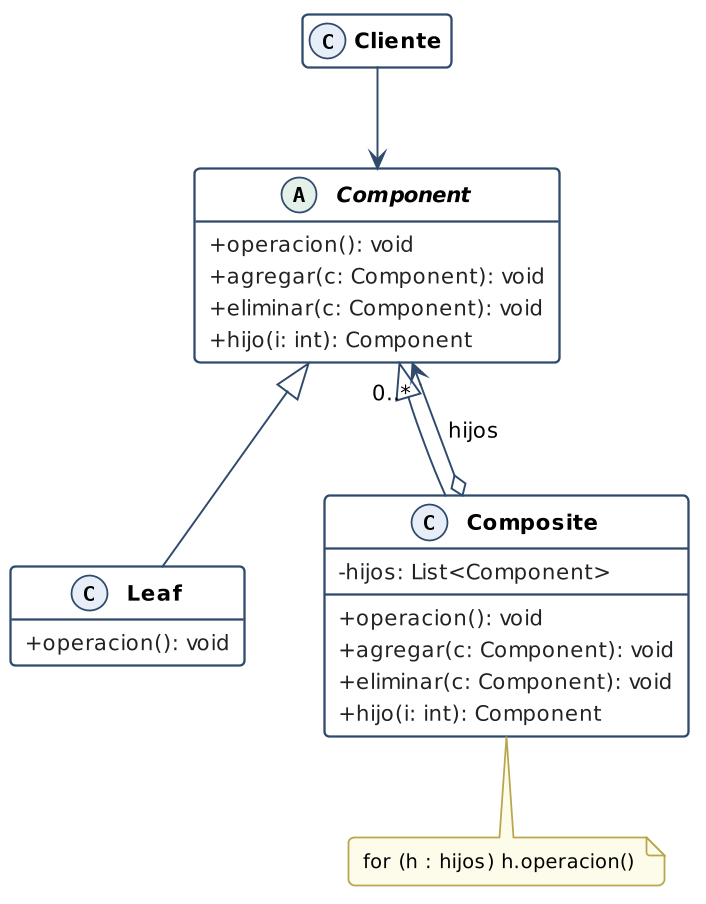 C Cliente
A Component
+operacion(): void
+agregar(c: Component): void
+eliminar(c: Component): void
+hijo(i: int): Component
0..*
hijos
C Leaf
+operacion(): void
C Composite
-hijos: List<Component>
+operacion(): void
+agregar(c: Component): void
+eliminar(c: Component): void
+hijo(i: int): Component
for (h : hijos) h.operacion()